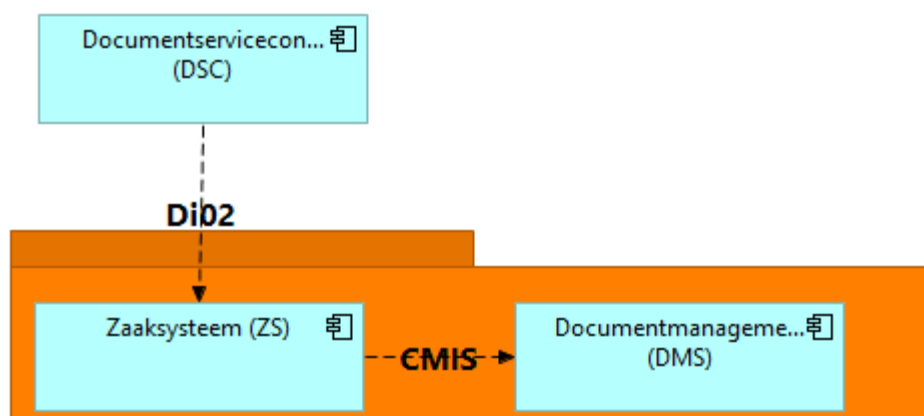 Documentservicecon...
(DSC)
Di02
Zaaksysteem (ZS)
CMIS
Documentmanageme...
(DMS)